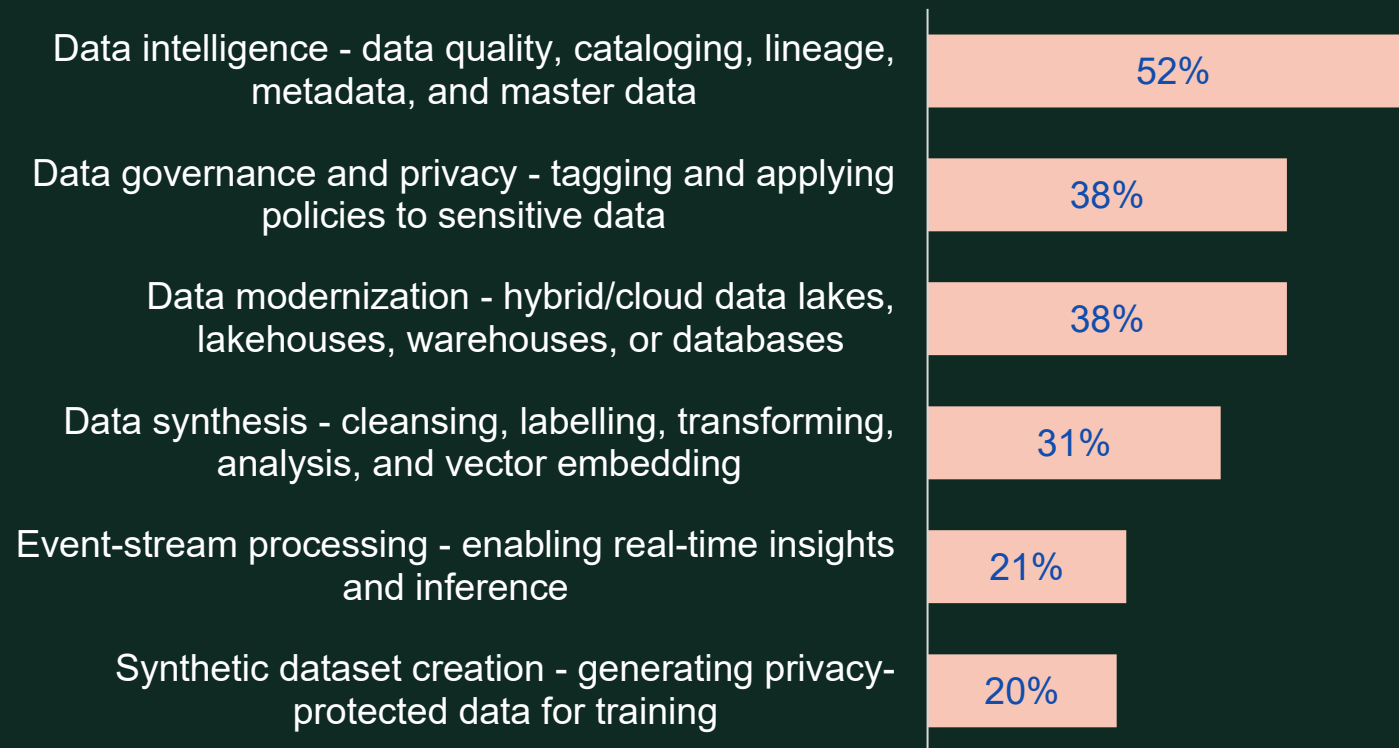 Data intelligence - data quality, cataloging, lineage,
metadata, and master data
52%
Data governance and privacy - tagging and applying
policies to sensitive data
38%
Data modernization - hybrid/cloud data lakes,
lakehouses, warehouses, or databases
38%
Data synthesis - cleansing, labelling, transforming,
analysis, and vector embedding
31%
Event-stream processing - enabling real-time insights
and inference
21%
Synthetic dataset creation - generating privacy-
protected data for training
20%